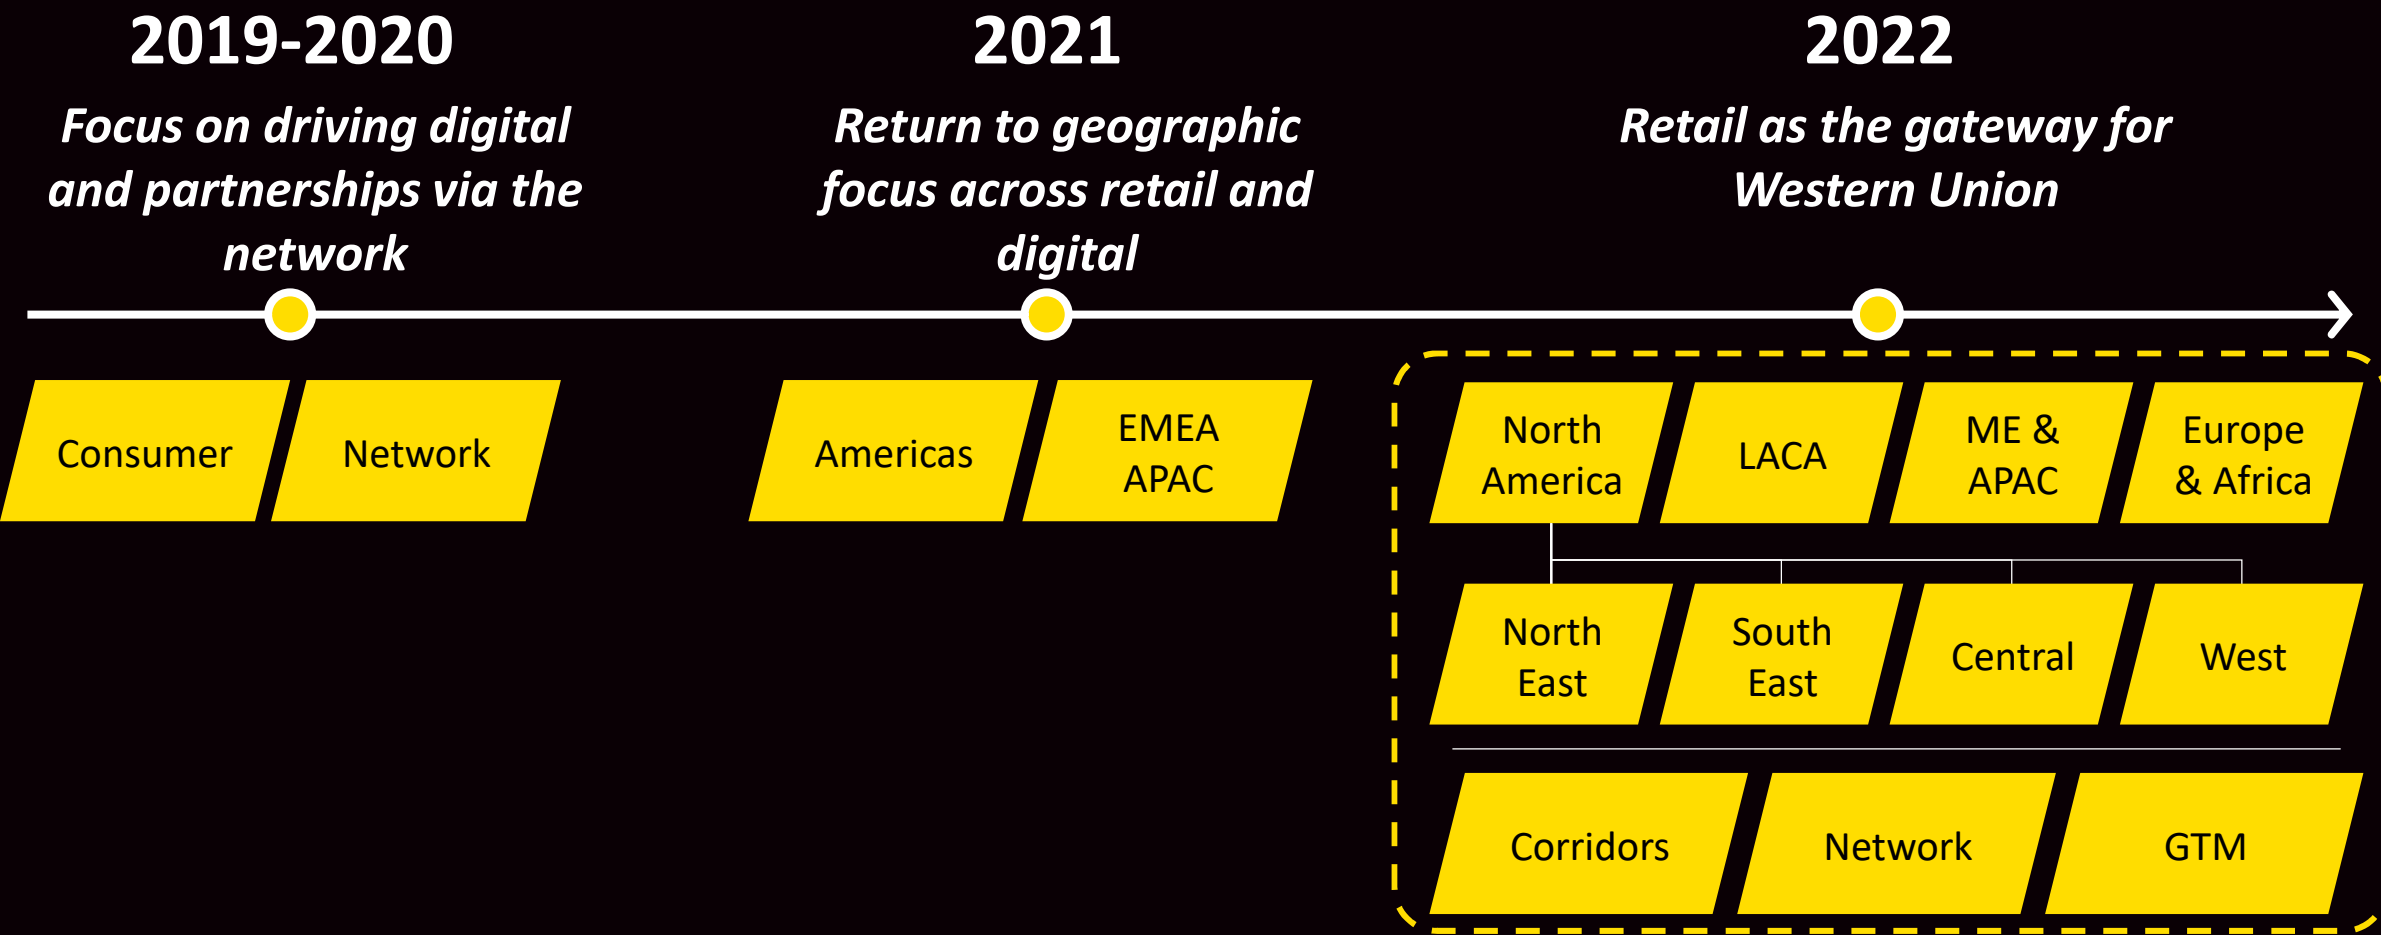 2019-2020
Focus on driving digital
and partnerships via the
network
2021
Return to geographic
focus across retail and
digital
2022
Retail as the gateway for
Western Union
Consumer
Network
Americas
EMEA
APAC
North
America
LACA
ME &
APAC
Europe
& Africa
North
East
South
East
Central
West
Corridors
Network
GTM